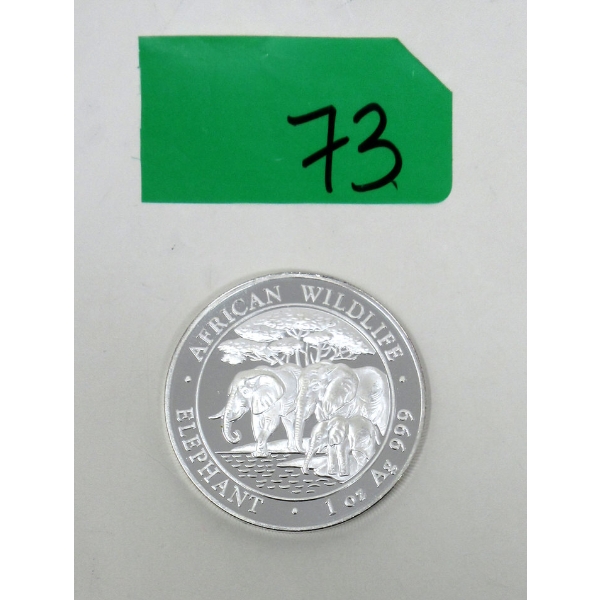 73
AFRICAN WILDLIFE
ELEPHANT · 1 oz Ag 999